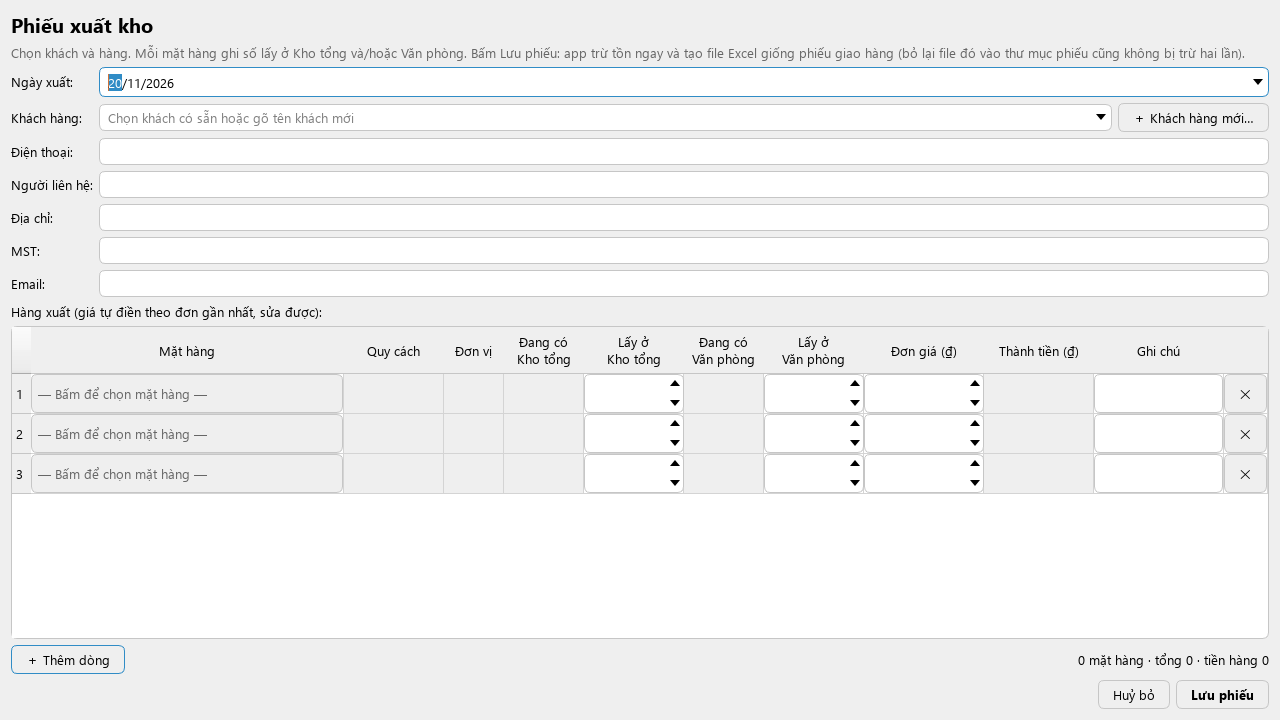 Phiếu xuất kho
Chọn khách và hàng. Mỗi mặt hàng ghi số lấy ở Kho tổng và/hoặc Văn phòng. Bấm Lưu phiếu: app trừ tồn ngay và tạo file Excel giống phiếu giao hàng (bỏ lại file đó vào thư mục phiếu cũng không bị trừ hai lần).
Ngày xuất: 20/11/2026
Khách hàng: Chọn khách có sẵn hoặc gõ tên khách mới + Khách hàng mới...
Điện thoại:
Người liên hệ:
Địa chỉ:
MST:
Email:
Hàng xuất (giá tự điền theo đơn gần nhất, sửa được):
Mặt hàng Quy cách Đơn vị Đang có Kho tổng Lấy ở Kho tổng Đang có Văn phòng Lấy ở Văn phòng Đơn giá (₫) Thành tiền (₫) Ghi chú
1 — Bấm để chọn mặt hàng — ×
2 — Bấm để chọn mặt hàng — ×
3 — Bấm để chọn mặt hàng — ×
+ Thêm dòng 0 mặt hàng · tổng 0 · tiền hàng 0
Huỷ bỏ Lưu phiếu